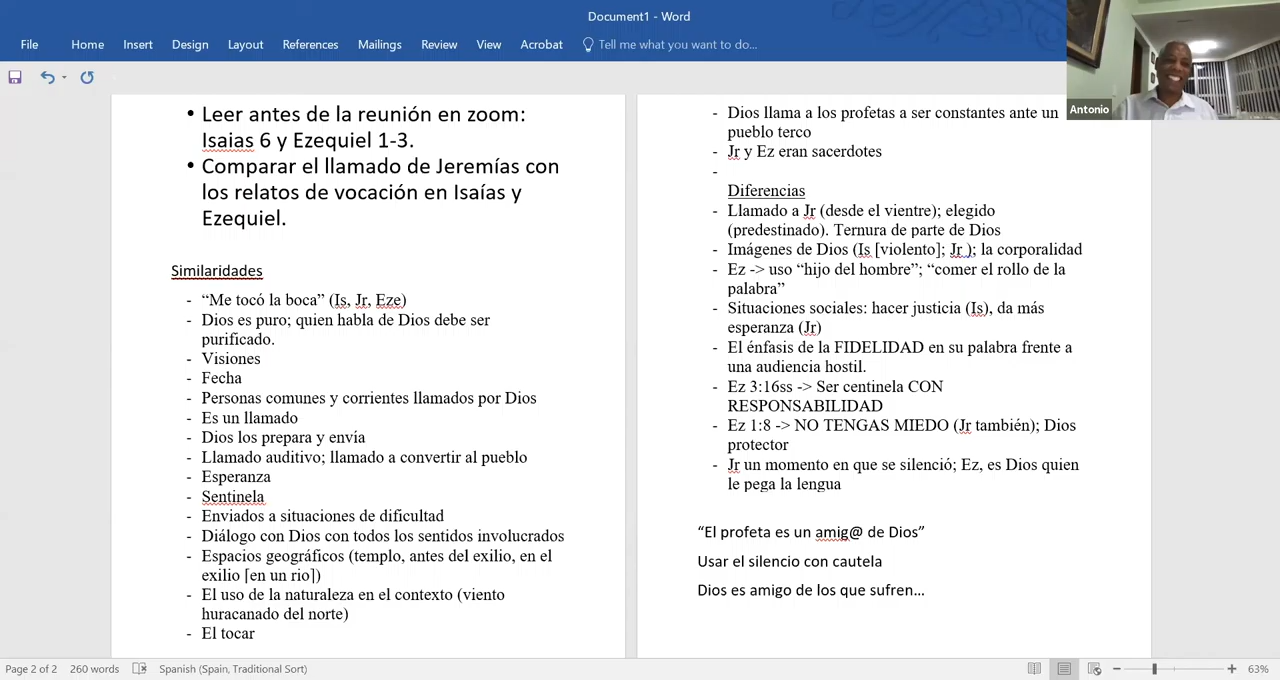 Document1 - Word
File Home Insert Design Layout References Mailings Review View Acrobat Tell me what you want to do...
Antonio
• Leer antes de la reunión en zoom:
Isaias 6 y Ezequiel 1-3.
• Comparar el llamado de Jeremías con
los relatos de vocación en Isaías y
Ezequiel.
Similaridades
- “Me tocó la boca” (Is, Jr, Eze)
- Dios es puro; quien habla de Dios debe ser
purificado.
- Visiones
- Fecha
- Personas comunes y corrientes llamados por Dios
- Es un llamado
- Dios los prepara y envía
- Llamado auditivo; llamado a convertir al pueblo
- Esperanza
- Sentinela
- Enviados a situaciones de dificultad
- Diálogo con Dios con todos los sentidos involucrados
- Espacios geográficos (templo, antes del exilio, en el
exilio [en un rio])
- El uso de la naturaleza en el contexto (viento
huracanado del norte)
- El tocar
- Dios llama a los profetas a ser constantes ante un
pueblo terco
- Jr y Ez eran sacerdotes
-
Diferencias
- Llamado a Jr (desde el vientre); elegido
(predestinado). Ternura de parte de Dios
- Imágenes de Dios (Is [violento]; Jr ); la corporalidad
- Ez -> uso “hijo del hombre”; “comer el rollo de la
palabra”
- Situaciones sociales: hacer justicia (Is), da más
esperanza (Jr)
- El énfasis de la FIDELIDAD en su palabra frente a
una audiencia hostil.
- Ez 3:16ss -> Ser centinela CON
RESPONSABILIDAD
- Ez 1:8 -> NO TENGAS MIEDO (Jr también); Dios
protector
- Jr un momento en que se silenció; Ez, es Dios quien
le pega la lengua
“El profeta es un amig@ de Dios”
Usar el silencio con cautela
Dios es amigo de los que sufren...
Page 2 of 2 260 words Spanish (Spain, Traditional Sort) 63%